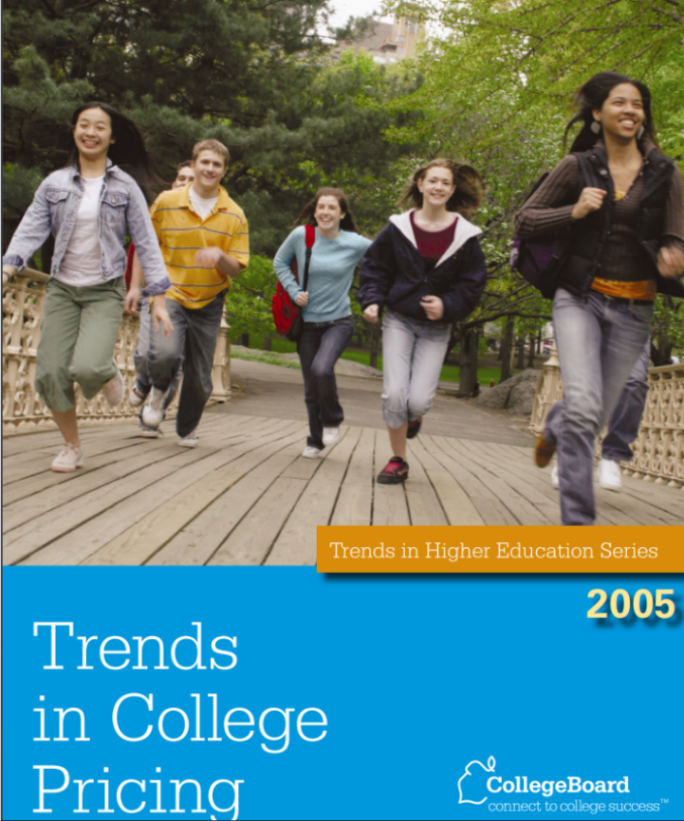 Trends in Higher Education Series
2005
Trends
in College
Pricing
CollegeBoard
connect to college success™